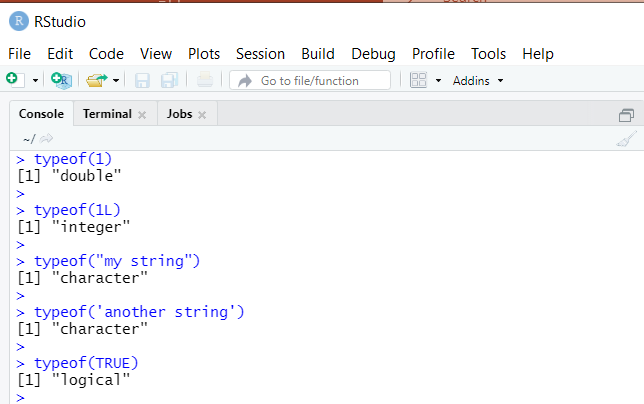 RStudio
File Edit Code View Plots Session Build Debug Profile Tools Help
Go to file/function Addins
Console Terminal Jobs
~/
> typeof(1)
[1] "double"
>
> typeof(1L)
[1] "integer"
>
> typeof("my string")
[1] "character"
>
> typeof('another string')
[1] "character"
>
> typeof(TRUE)
[1] "logical"
>